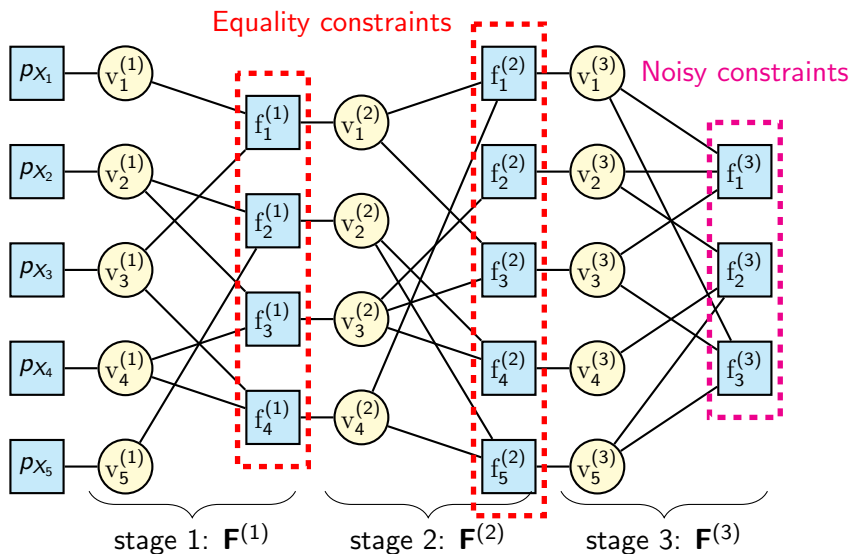 Equality constraints
Noisy constraints
p_{X_1} v_1^{(1)} f_1^{(1)} v_1^{(2)} f_1^{(2)} v_1^{(3)} f_1^{(3)}
p_{X_2} v_2^{(1)} f_2^{(1)} v_2^{(2)} f_2^{(2)} v_2^{(3)} f_2^{(3)}
p_{X_3} v_3^{(1)} f_3^{(1)} v_3^{(2)} f_3^{(2)} v_3^{(3)} f_3^{(3)}
p_{X_4} v_4^{(1)} f_4^{(1)} v_4^{(2)} f_4^{(2)} v_4^{(3)}
p_{X_5} v_5^{(1)} f_5^{(2)} v_5^{(3)}
stage 1: F^{(1)} stage 2: F^{(2)} stage 3: F^{(3)}